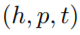 (h, p, t)